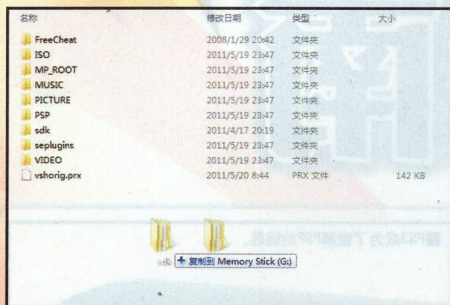 名称 修改日期 类型 大小
FreeCheat 2008/1/29 20:42 文件夹
ISO 2011/5/19 23:47 文件夹
MP_ROOT 2011/5/19 23:47 文件夹
MUSIC 2011/5/19 23:47 文件夹
PICTURE 2011/5/19 23:47 文件夹
PSP 2011/5/19 23:47 文件夹
sdk 2011/4/17 20:19 文件夹
seplugins 2011/5/19 23:47 文件夹
VIDEO 2011/5/19 23:47 文件夹
vshorig.prx 2011/5/20 8:44 PRX 文件 142 KB
sdk 复制到 Memory Stick (G:)